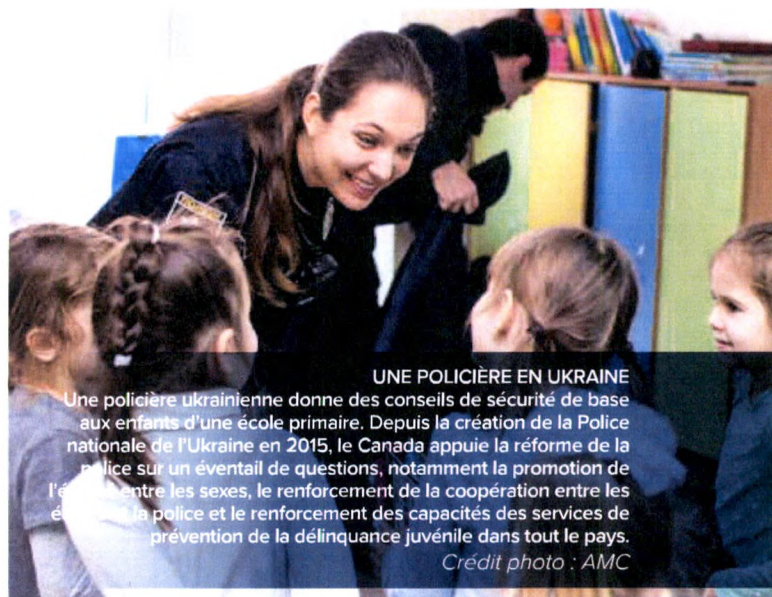 UNE POLICIÈRE EN UKRAINE
Une policière ukrainienne donne des conseils de sécurité de base
aux enfants d'une école primaire. Depuis la création de la Police
nationale de l'Ukraine en 2015, le Canada appuie la réforme de la
police sur un éventail de questions, notamment la promotion de
entre les sexes, le renforcement de la coopération entre les
la police et le renforcement des capacités des services de
prévention de la délinquance juvénile dans tout le pays.
Crédit photo : AMC